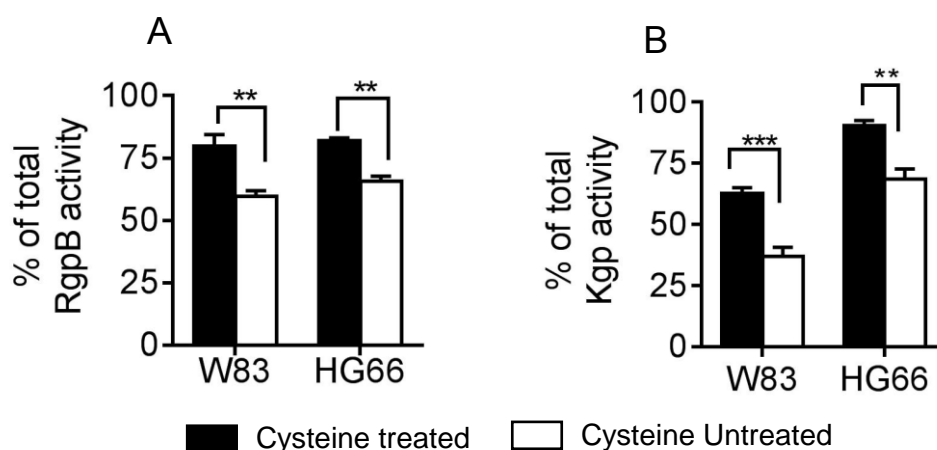 A
% of total
RgpB activity
100
75
50
25
0
**
**
W83
HG66
B
% of total
Kgp activity
100
75
50
25
0
***
**
W83
HG66
Cysteine treated
Cysteine Untreated